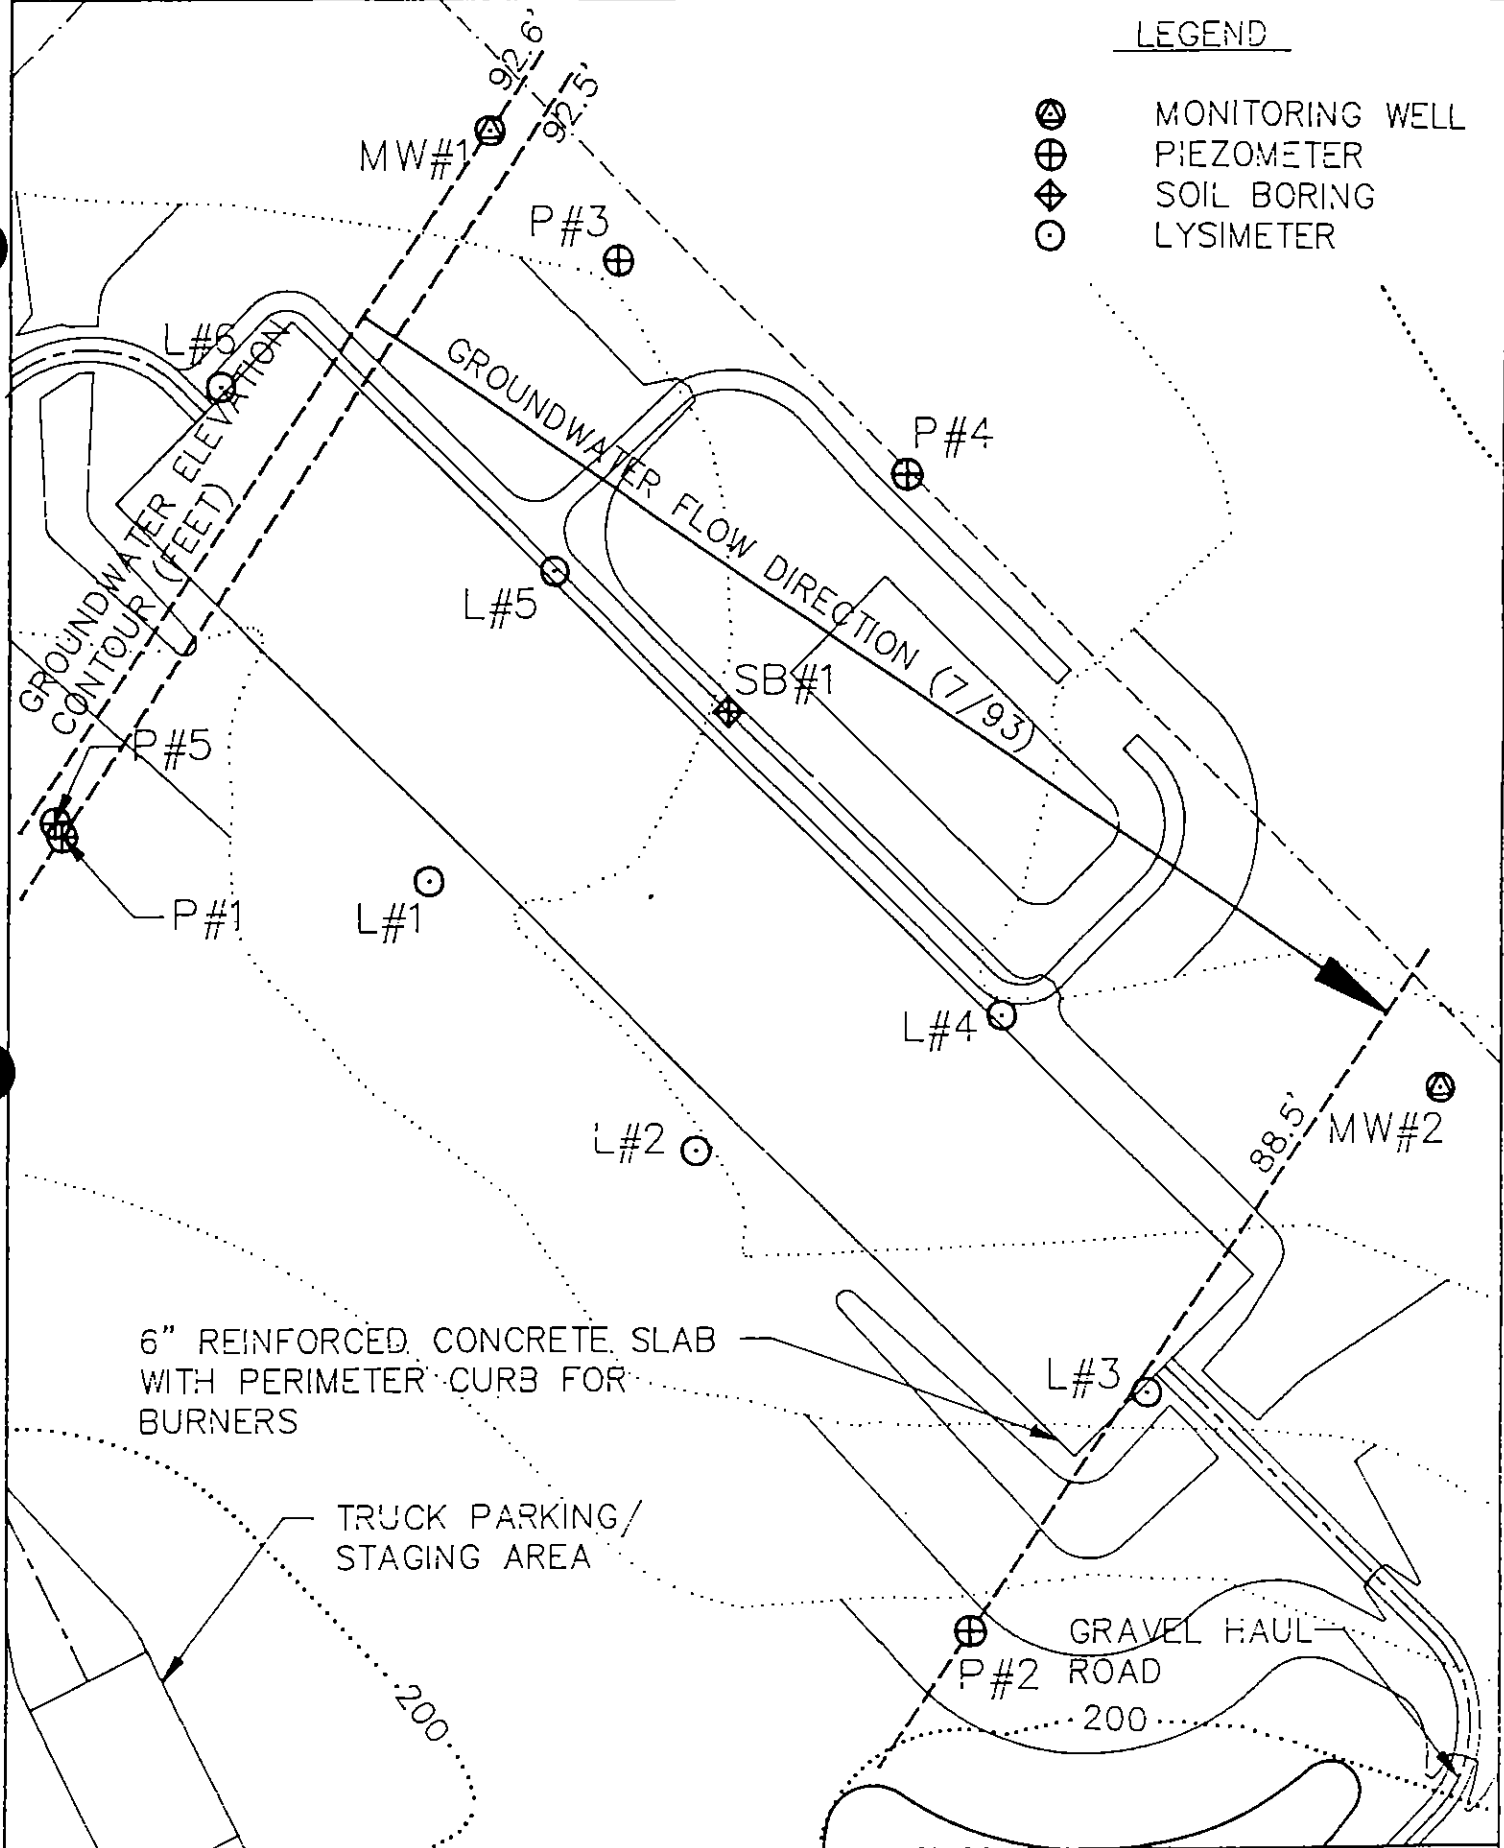 LEGEND
MONITORING WELL
PIEZOMETER
SOIL BORING
LYSIMETER
92.6'
92.5'
MW#1
P#3
L#6
P#4
GROUNDWATER FLOW DIRECTION (7/93)
GROUNDWATER ELEVATION
CONTOUR (FEET)
L#5
SB#1
P#5
P#1
L#1
L#4
L#2
MW#2
88.5'
6" REINFORCED CONCRETE SLAB
WITH PERIMETER CURB FOR
BURNERS
L#3
TRUCK PARKING/
STAGING AREA
P#2
GRAVEL HAUL
ROAD
200
200